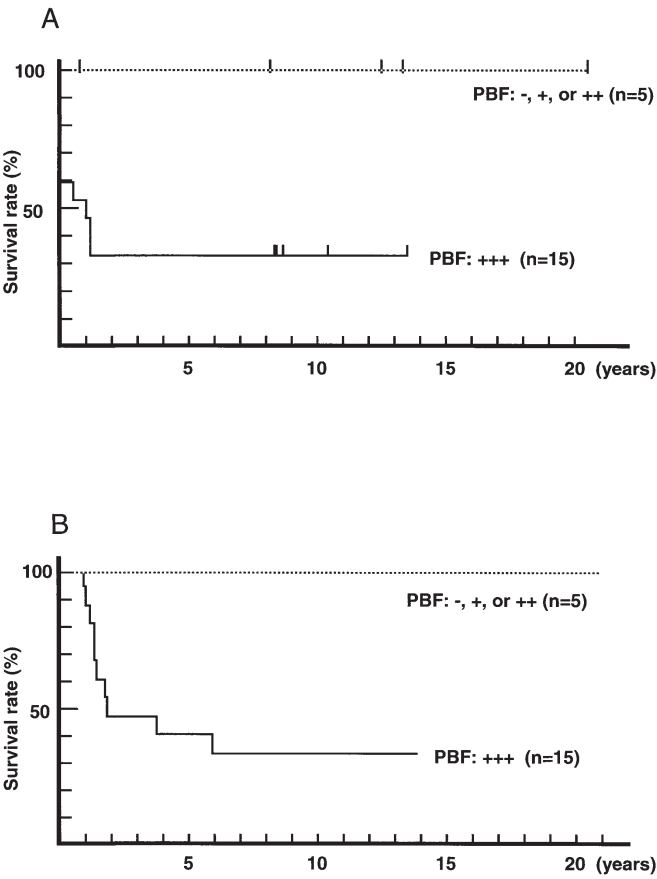 A
100
PBF: -, +, or ++ (n=5)
Survival rate (%)
50
PBF: +++ (n=15)
5 10 15 20 (years)
B
100
PBF: -, +, or ++ (n=5)
Survival rate (%)
50
PBF: +++ (n=15)
5 10 15 20 (years)